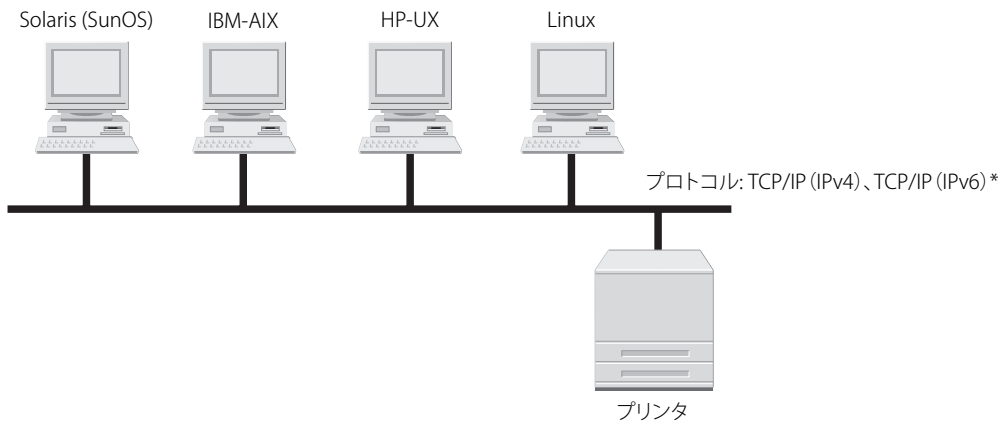 Solaris (SunOS)
IBM-AIX
HP-UX
Linux
プロトコル: TCP/IP（IPv4）、TCP/IP（IPv6）*
プリンタ